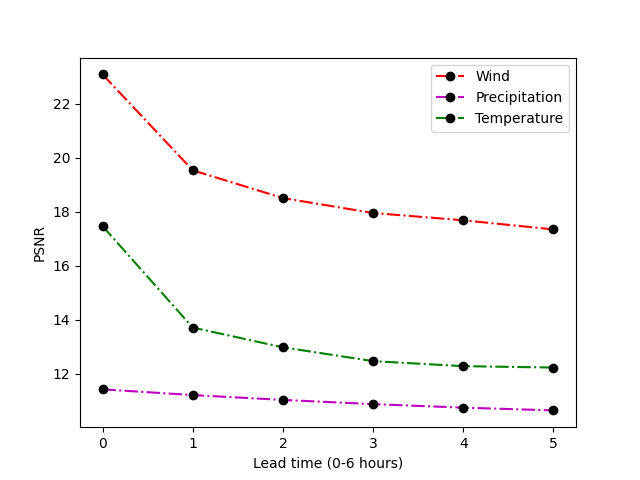 Wind
Precipitation
Temperature
PSNR
22
20
18
16
14
12
0 1 2 3 4 5
Lead time (0-6 hours)